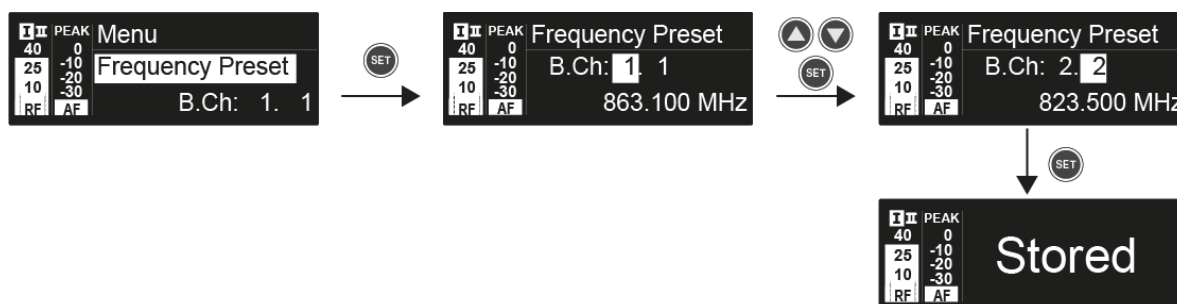 I II PEAK Menu
40 0
25 -10
10 -20
-30
RF AF
Frequency Preset
B.Ch: 1. 1
SET
I II PEAK Frequency Preset
40 0
25 -10
10 -20
-30
RF AF
B.Ch: 1. 1
863.100 MHz
SET
I II PEAK Frequency Preset
40 0
25 -10
10 -20
-30
RF AF
B.Ch: 2. 2
823.500 MHz
SET
I II PEAK
40 0
25 -10
10 -20
-30
RF AF
Stored